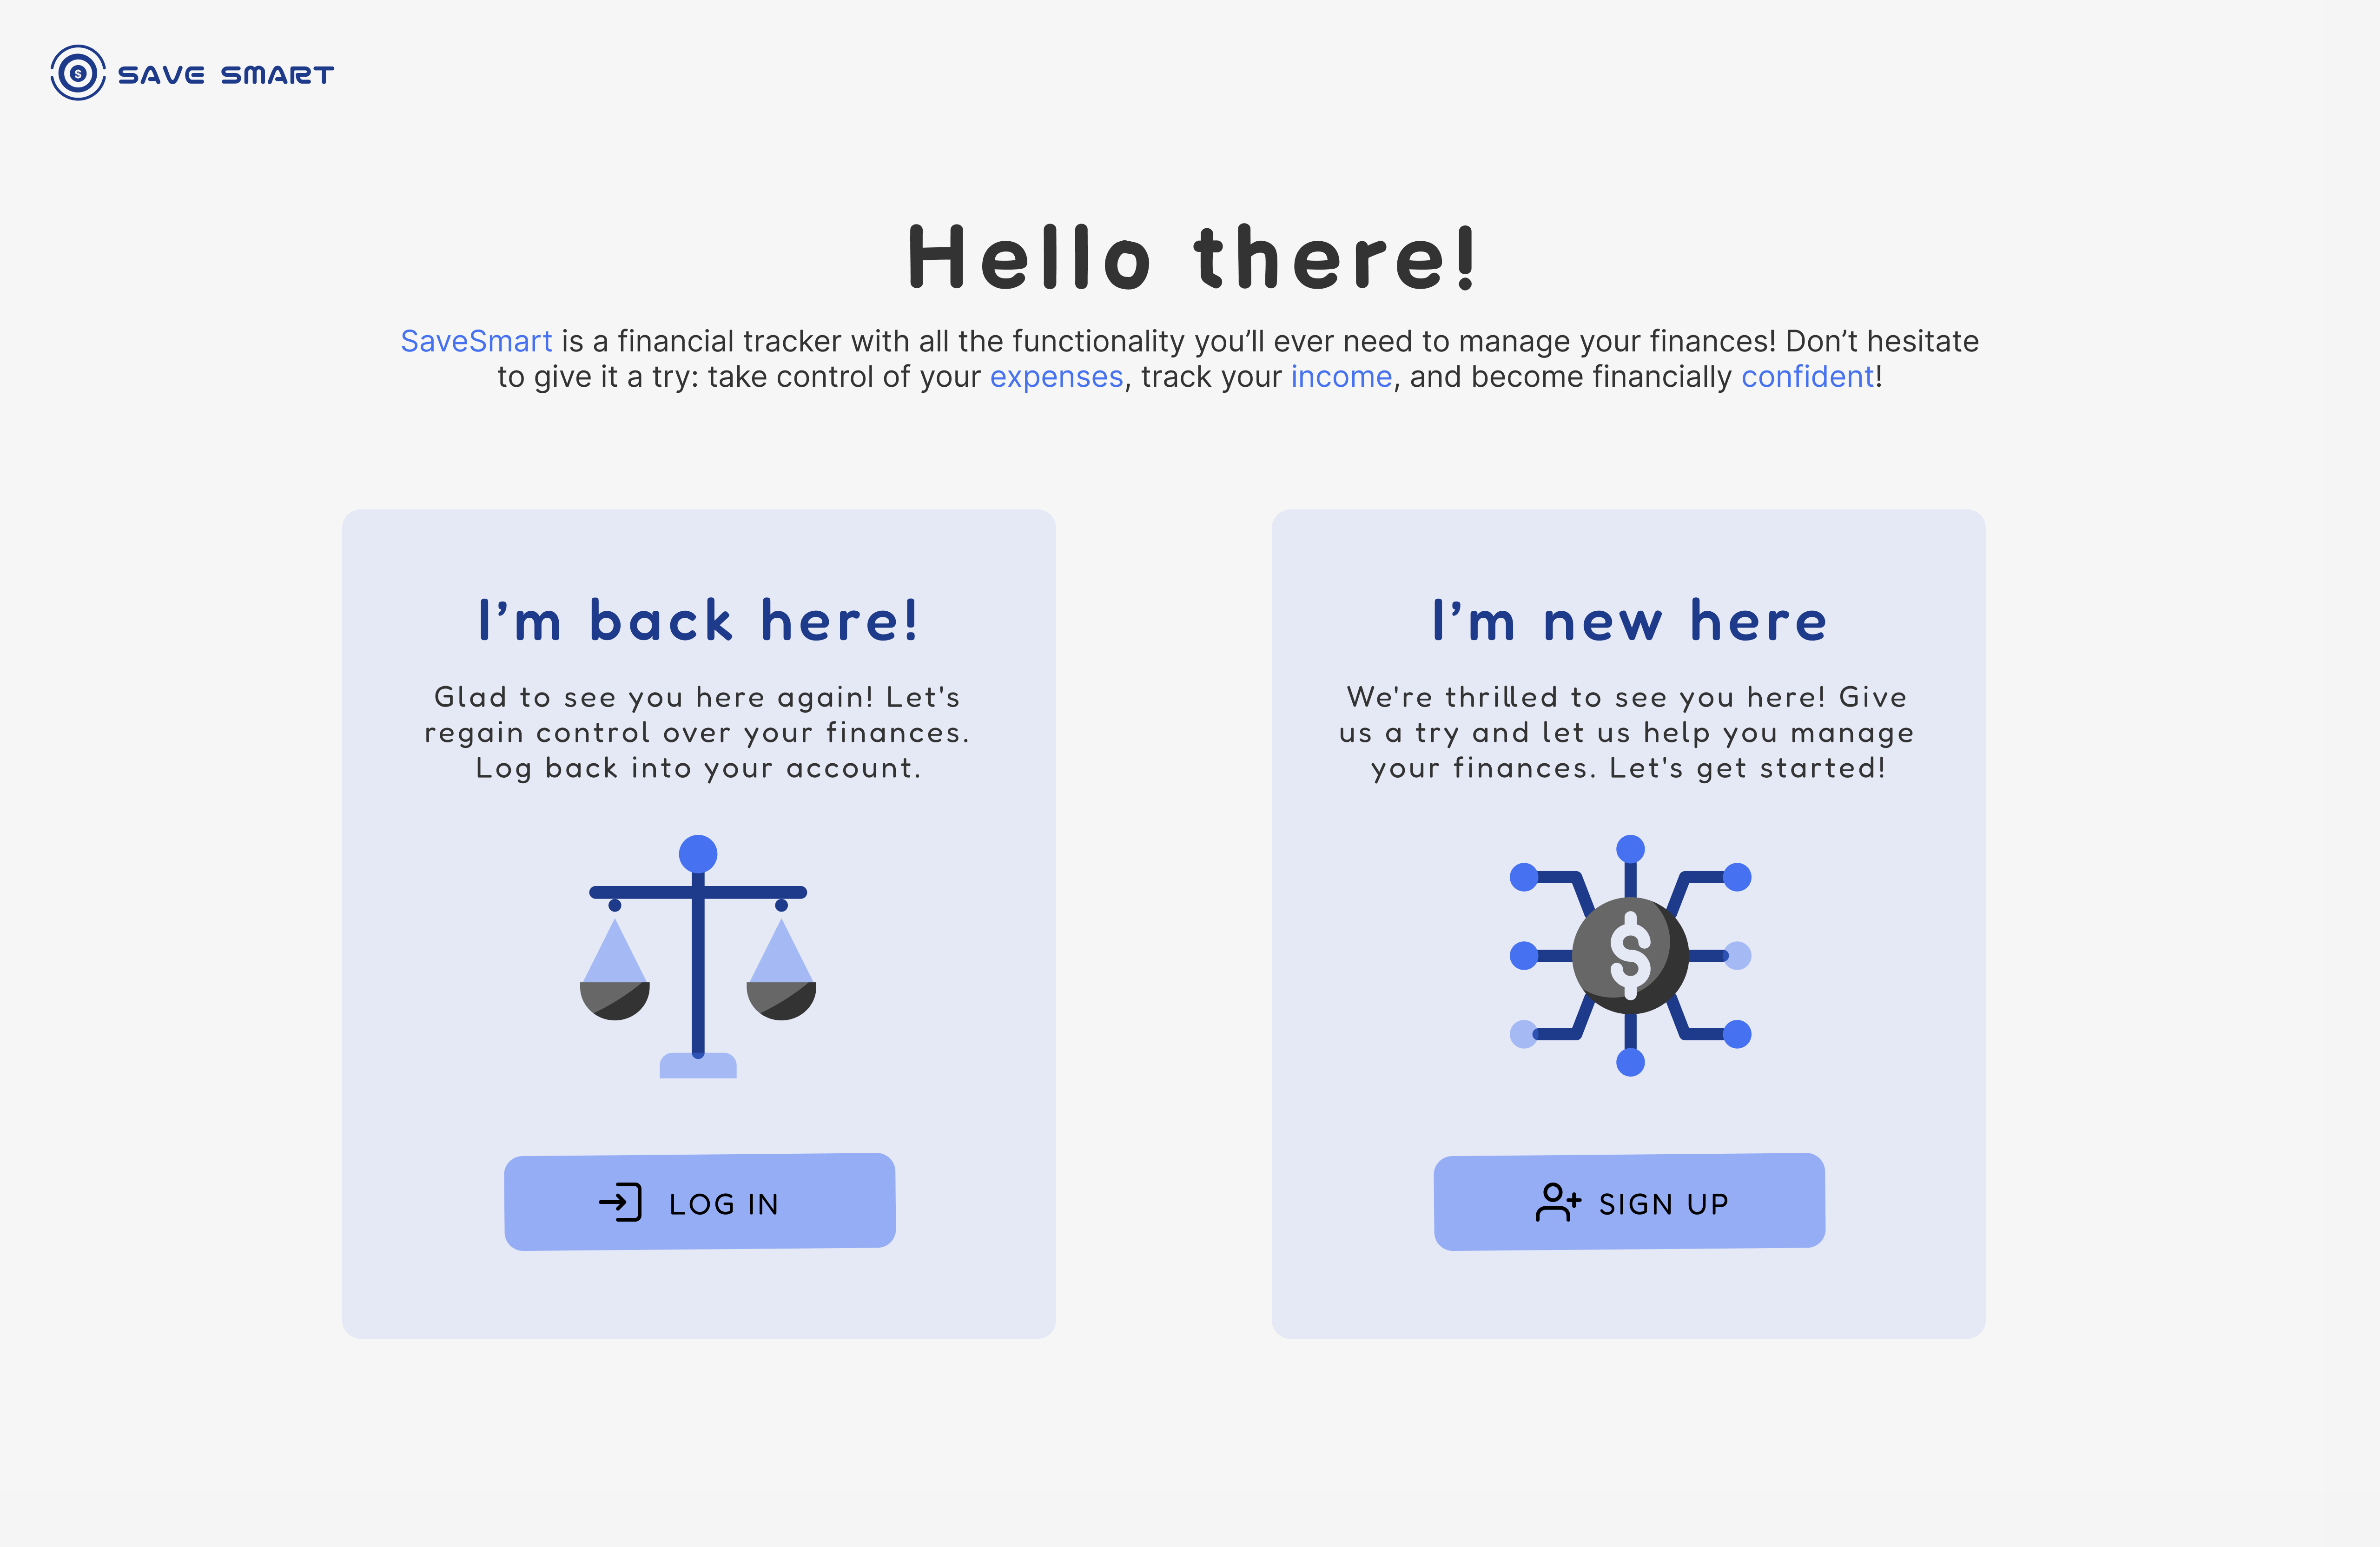 $ SAVE SMART
Hello there!
SaveSmart is a financial tracker with all the functionality you’ll ever need to manage your finances! Don’t hesitate
to give it a try: take control of your expenses, track your income, and become financially confident!
I’m back here!
Glad to see you here again! Let's
regain control over your finances.
Log back into your account.
LOG IN
I’m new here
We're thrilled to see you here! Give
us a try and let us help you manage
your finances. Let's get started!
$
SIGN UP